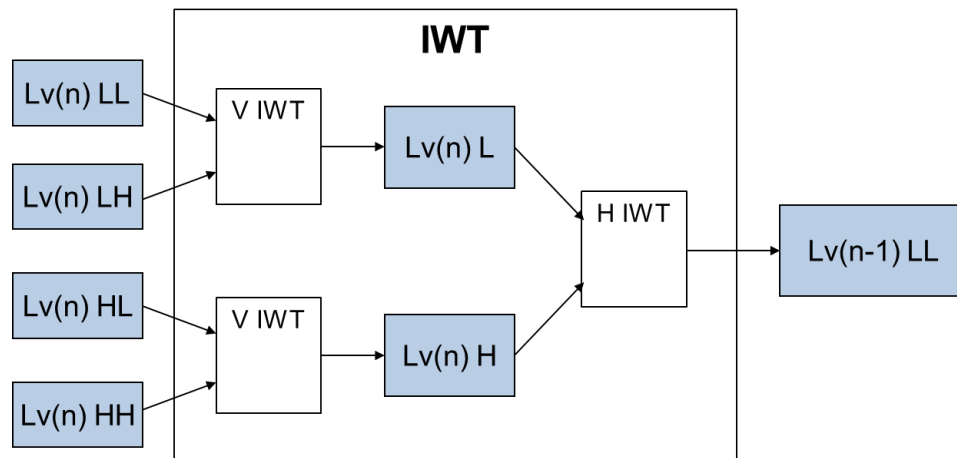 IWT
Lv(n) LL
V IWT
Lv(n) L
Lv(n) LH
H IWT
Lv(n-1) LL
Lv(n) HL
V IWT
Lv(n) H
Lv(n) HH